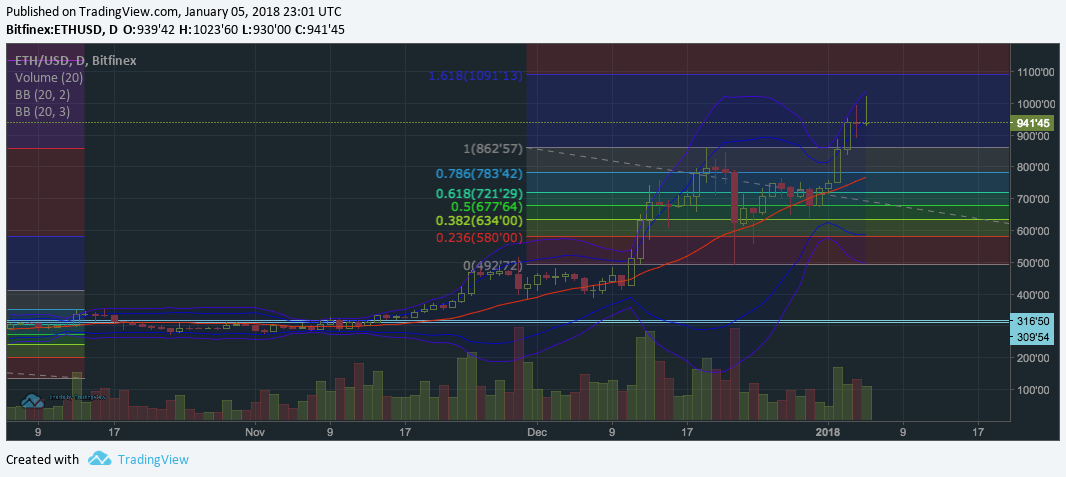 Published on TradingView.com, January 05, 2018 23:01 UTC
Bitfinex:ETHUSD, D O:939'42 H:1023'60 L:930'00 C:941'45
ETH/USD, D, Bitfinex
Volume (20)
BB (20, 2)
BB (20, 3)
1.618(1091'13)
1(862'57)
0.786(783'42)
0.618(721'29)
0.5(677'64)
0.382(634'00)
0.236(580'00)
0(492'72)
1100'00
1000'00
941'45
900'00
800'00
700'00
600'00
500'00
400'00
316'50
309'54
200'00
100'00
9 17 Nov 9 17 Dec 9 17 2018 9 17
Created with TradingView